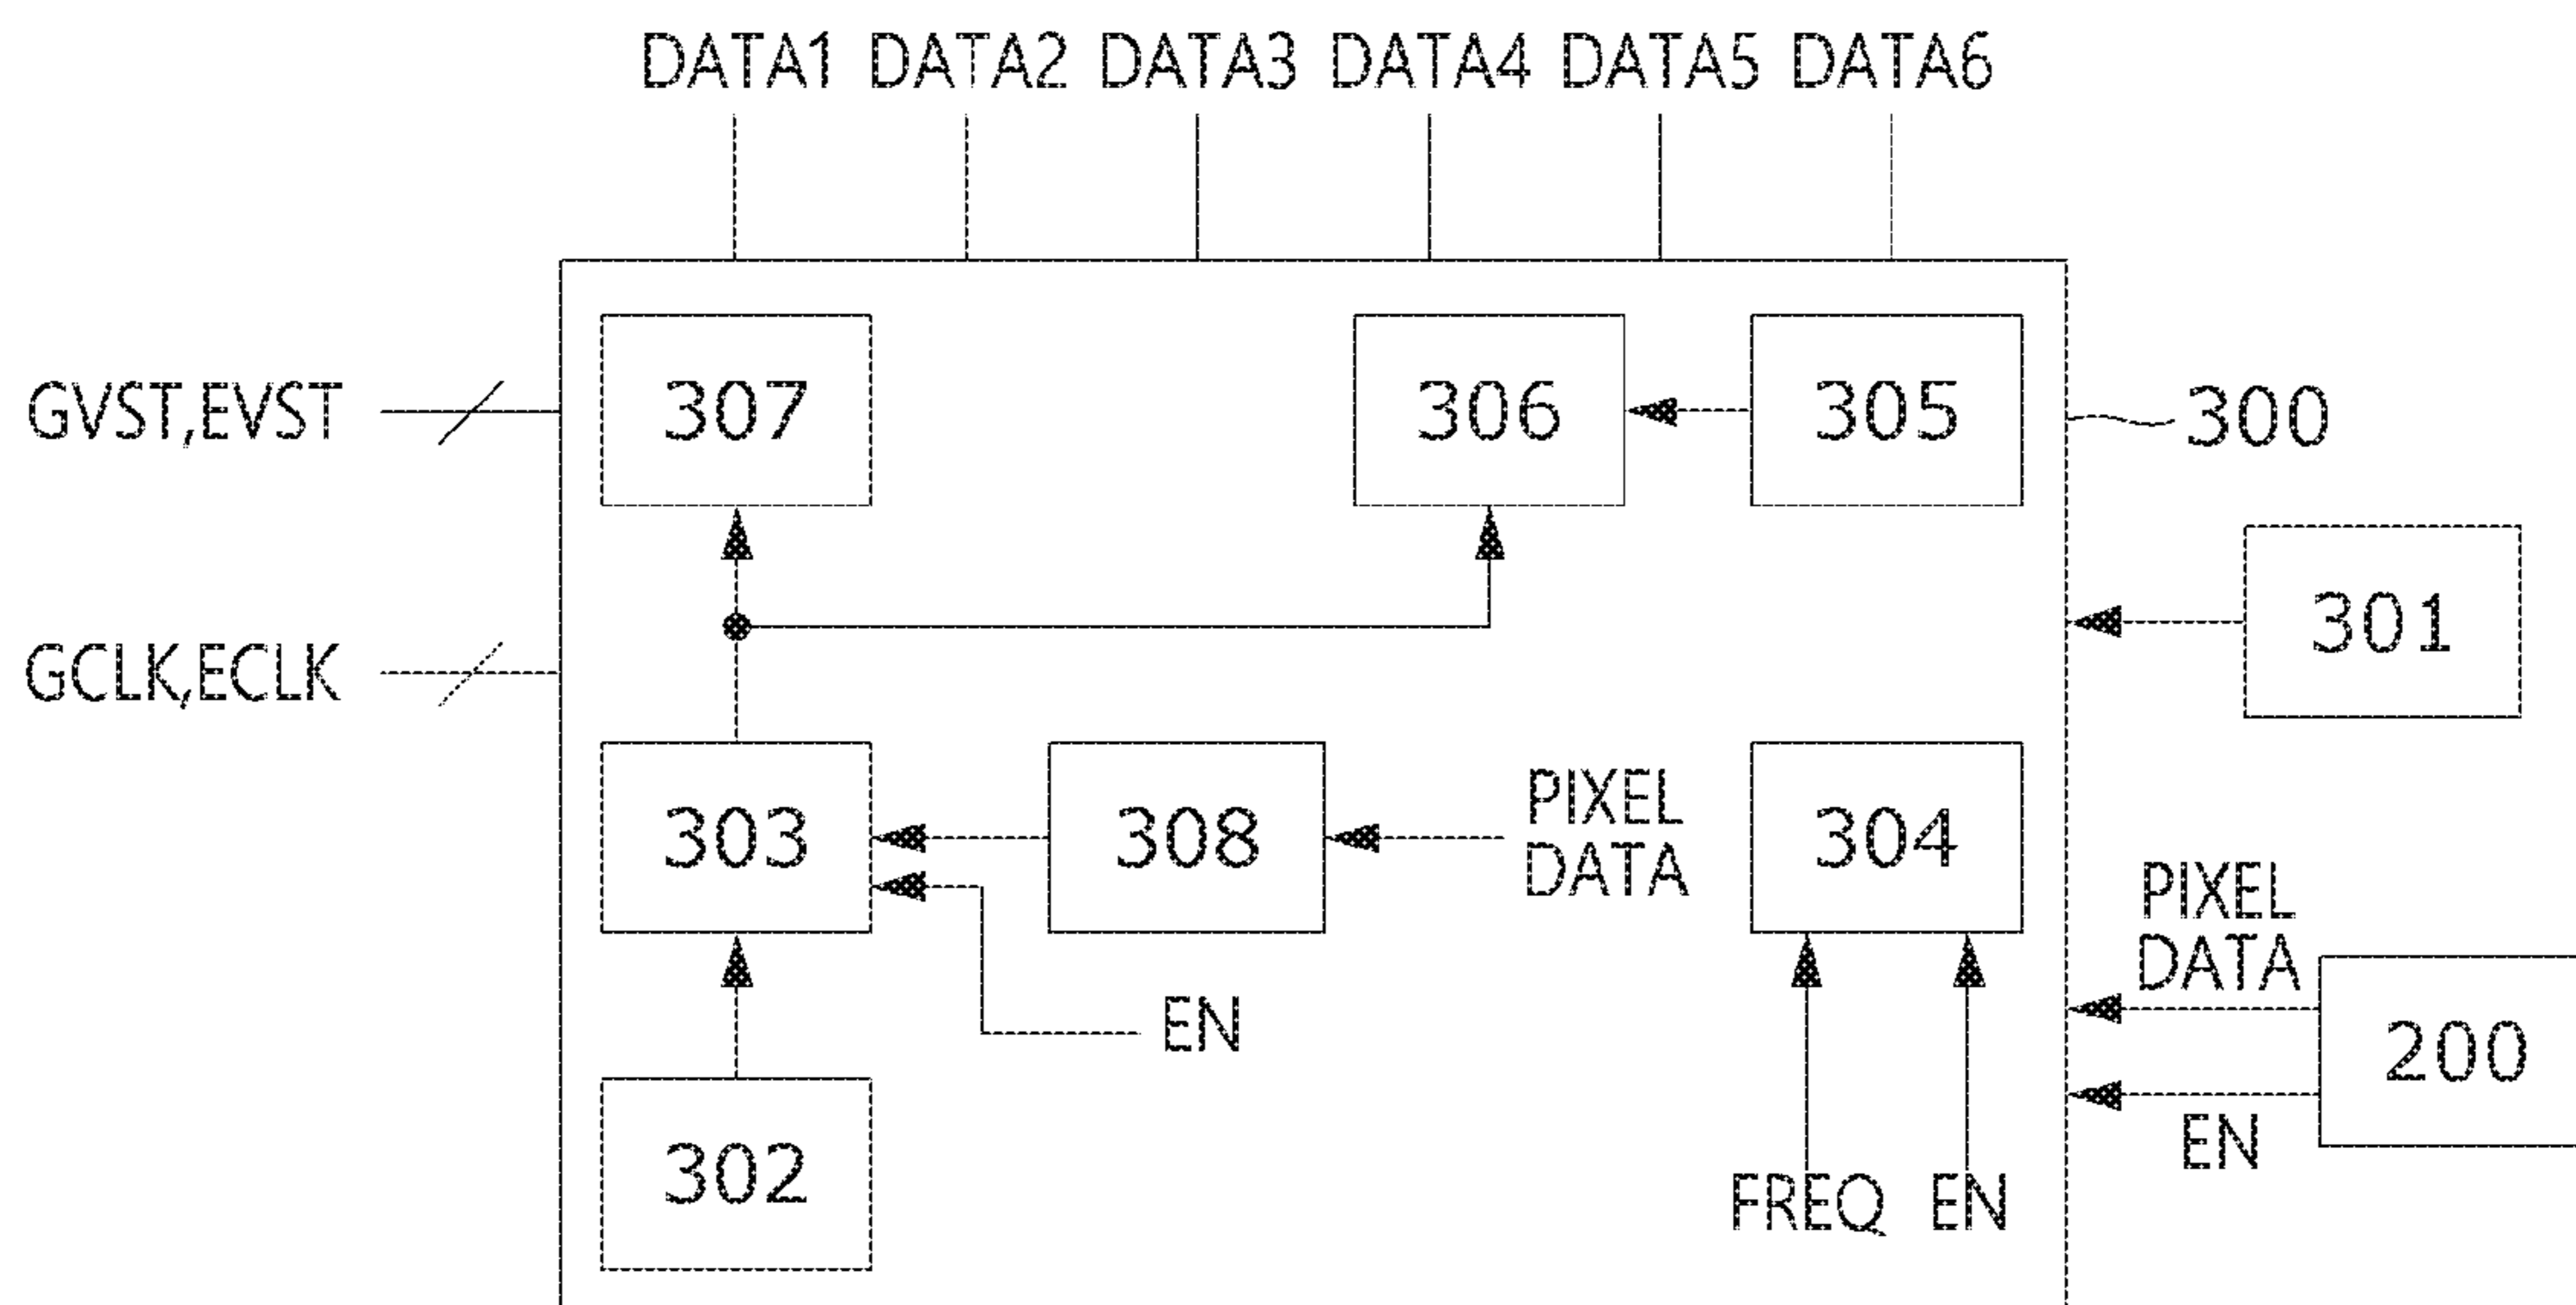 DATA1 DATA2 DATA3 DATA4 DATA5 DATA6
GVST,EVST
307
306
305
300
301
GCLK,ECLK
303
308
PIXEL
DATA
304
PIXEL
DATA
EN
200
302
FREQ
EN
EN